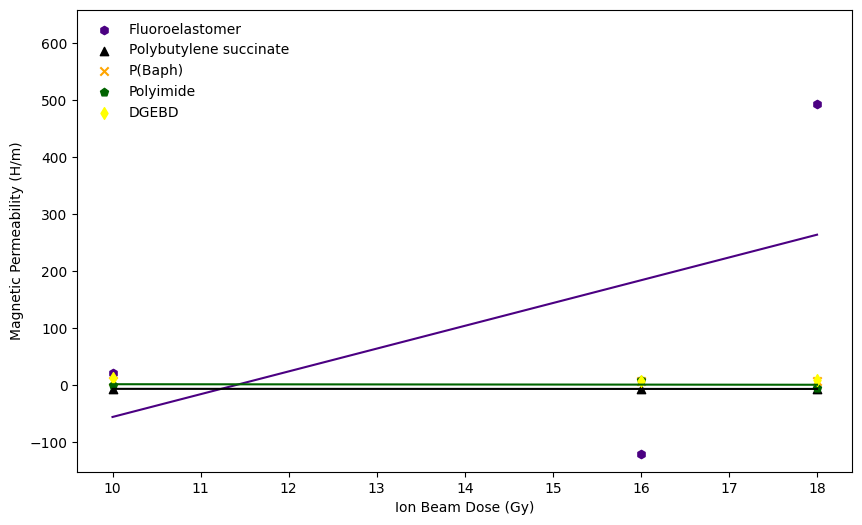 600
500
400
300
200
100
0
−100
Magnetic Permeability (H/m)
Fluoroelastomer
Polybutylene succinate
P(Baph)
Polyimide
DGEBD
10 11 12 13 14 15 16 17 18
Ion Beam Dose (Gy)